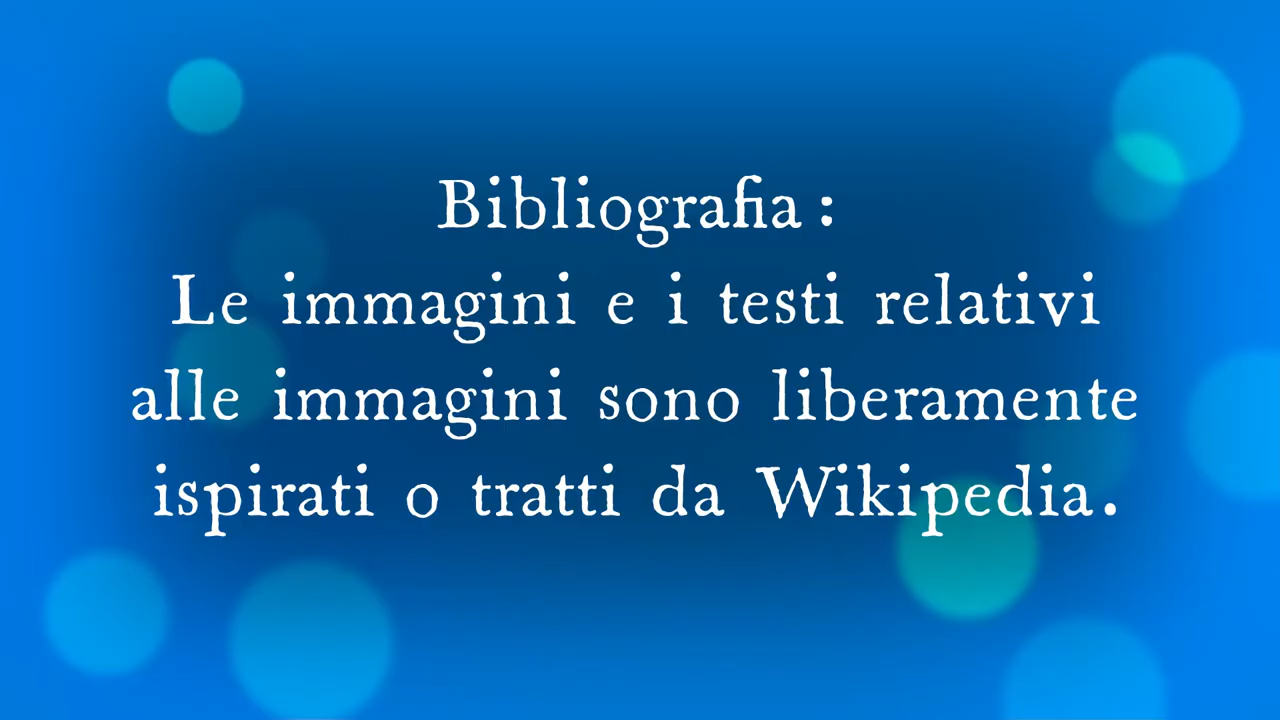 Bibliografia :
Le immagini e i testi relativi
alle immagini sono liberamente
ispirati o tratti da Wikipedia.